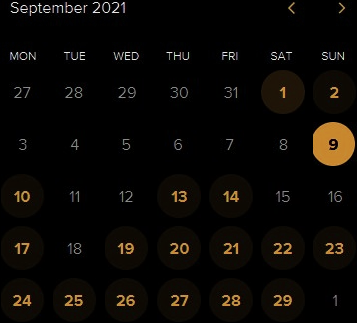 September 2021
MON TUE WED THU FRI SAT SUN
27 28 29 30 31 1 2
3 4 5 6 7 8 9
10 11 12 13 14 15 16
17 18 19 20 21 22 23
24 25 26 27 28 29 1